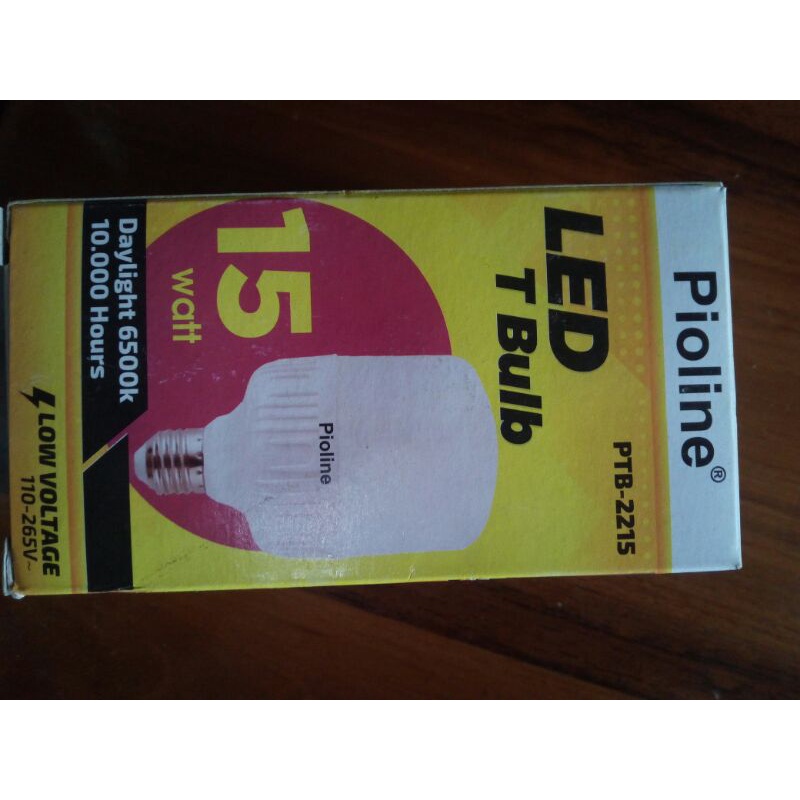 Pioline®
PTB-2215
LED
T Bulb
15
watt
Pioline
Daylight 6500k
10.000 Hours
LOW VOLTAGE
110-265V~